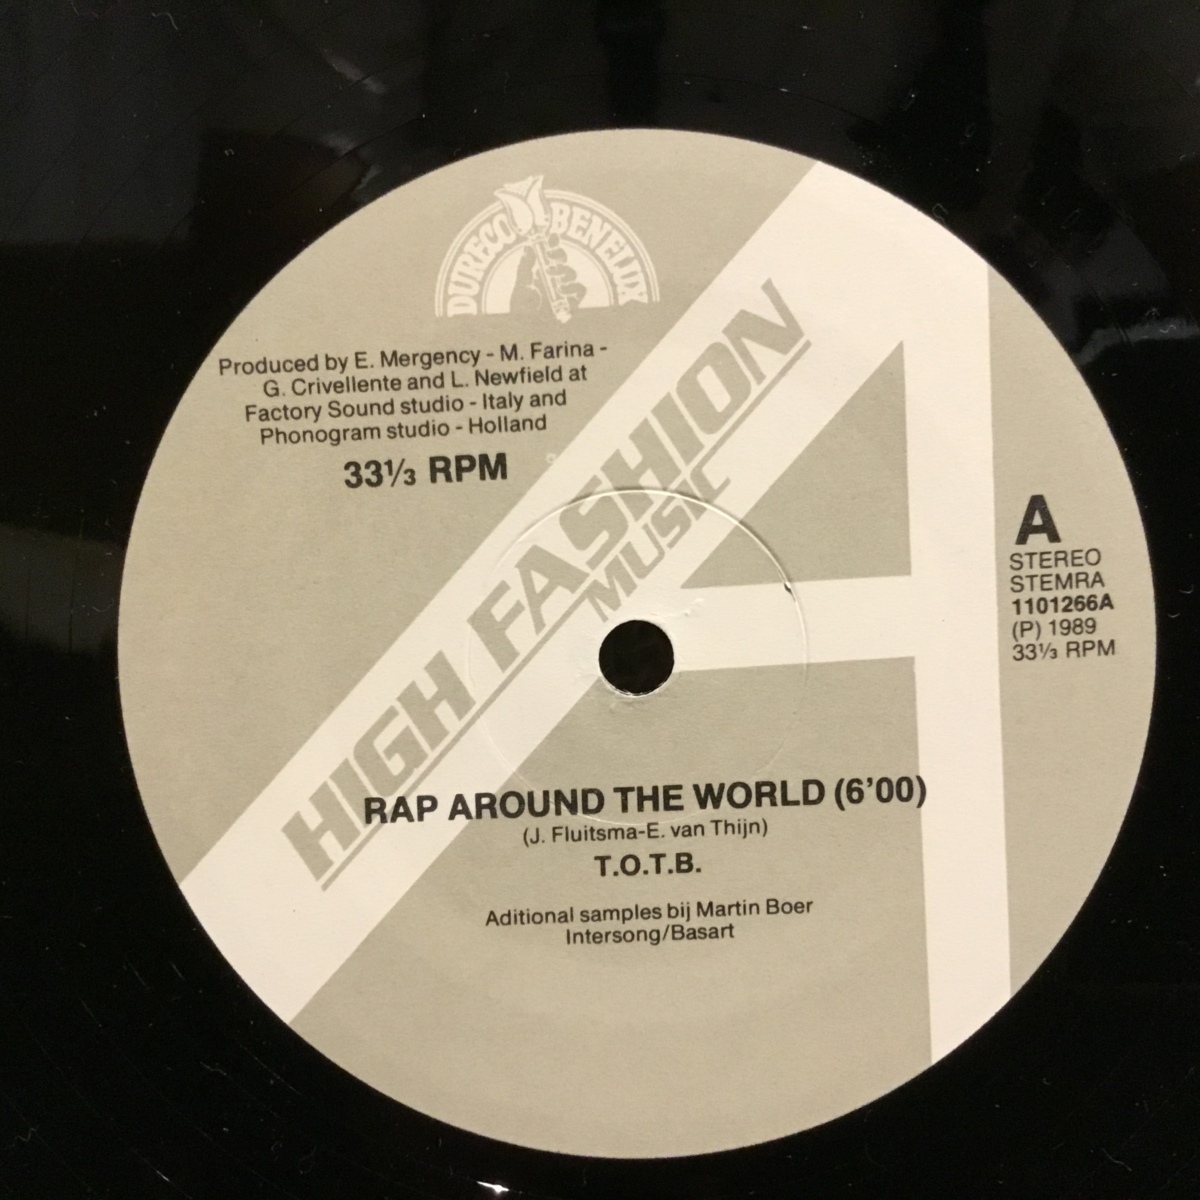 DURECO BENELUX
Produced by E. Mergency - M. Farina -
G. Crivellente and L. Newfield at
Factory Sound studio - Italy and
Phonogram studio - Holland
33⅓ RPM
HIGH FASHION
MUSIC
A
STEREO
STEMRA
1101266A
(P) 1989
33⅓ RPM
RAP AROUND THE WORLD (6'00)
(J. Fluitsma-E. van Thijn)
T.O.T.B.
Aditional samples bij Martin Boer
Intersong/Basart